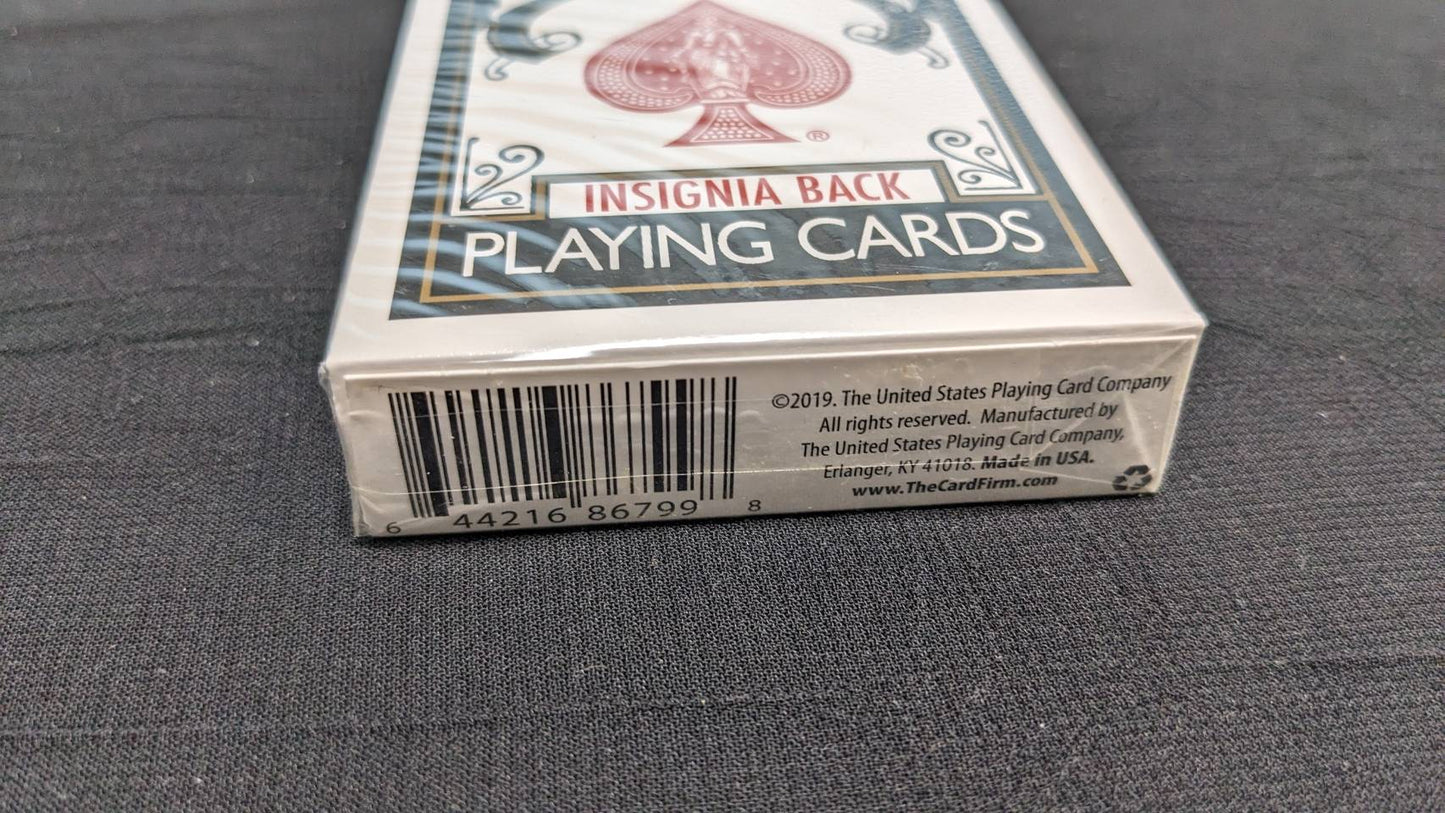 ®
INSIGNIA BACK
PLAYING CARDS
©2019. The United States Playing Card Company
All rights reserved. Manufactured by
The United States Playing Card Company,
Erlanger, KY 41018. Made in USA.
www.TheCardFirm.com
6 44216 86799 8